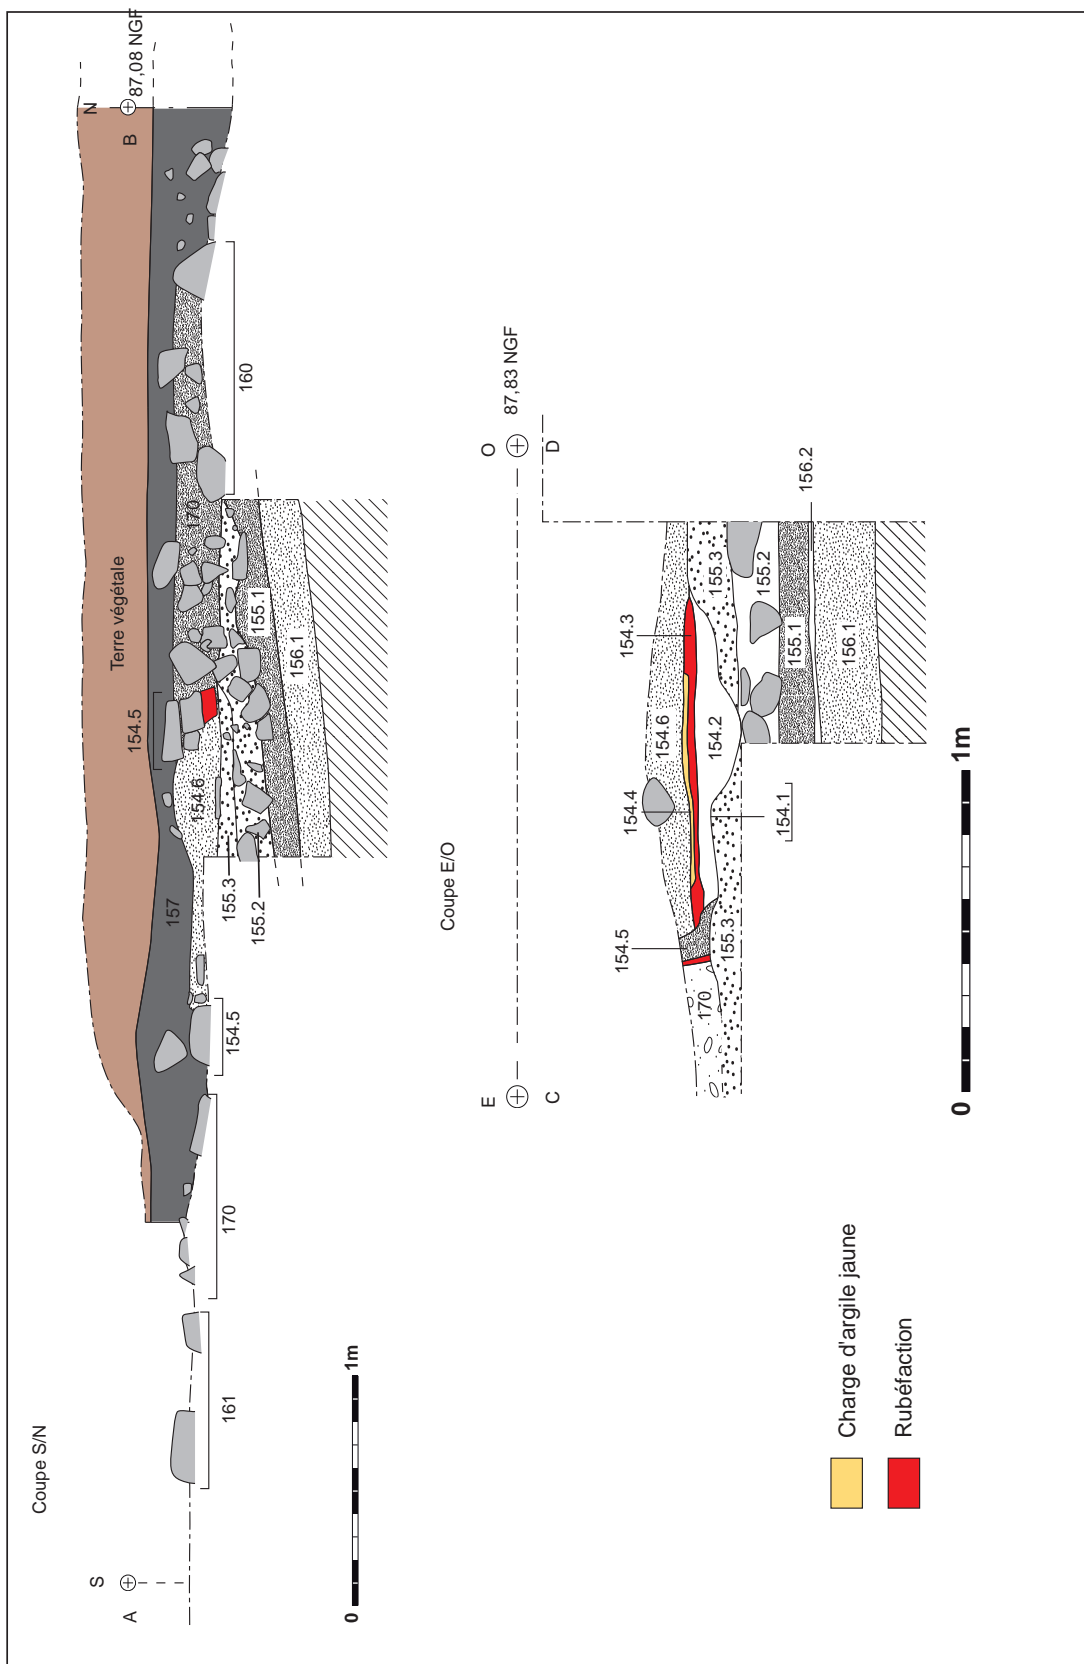 Coupe S/N
S
A
N
B
87,08 NGF
Terre végétale
154.5
170
160
154.6
157
155.1
156.1
155.3
155.2
154.5
170
161
0
1m
Coupe E/O
E
C
O
D
87,83 NGF
154.3
156.2
155.3
155.2
154.6
154.2
155.1
156.1
154.4
154.1
154.5
155.3
170
0
1m
Charge d'argile jaune
Rubéfaction